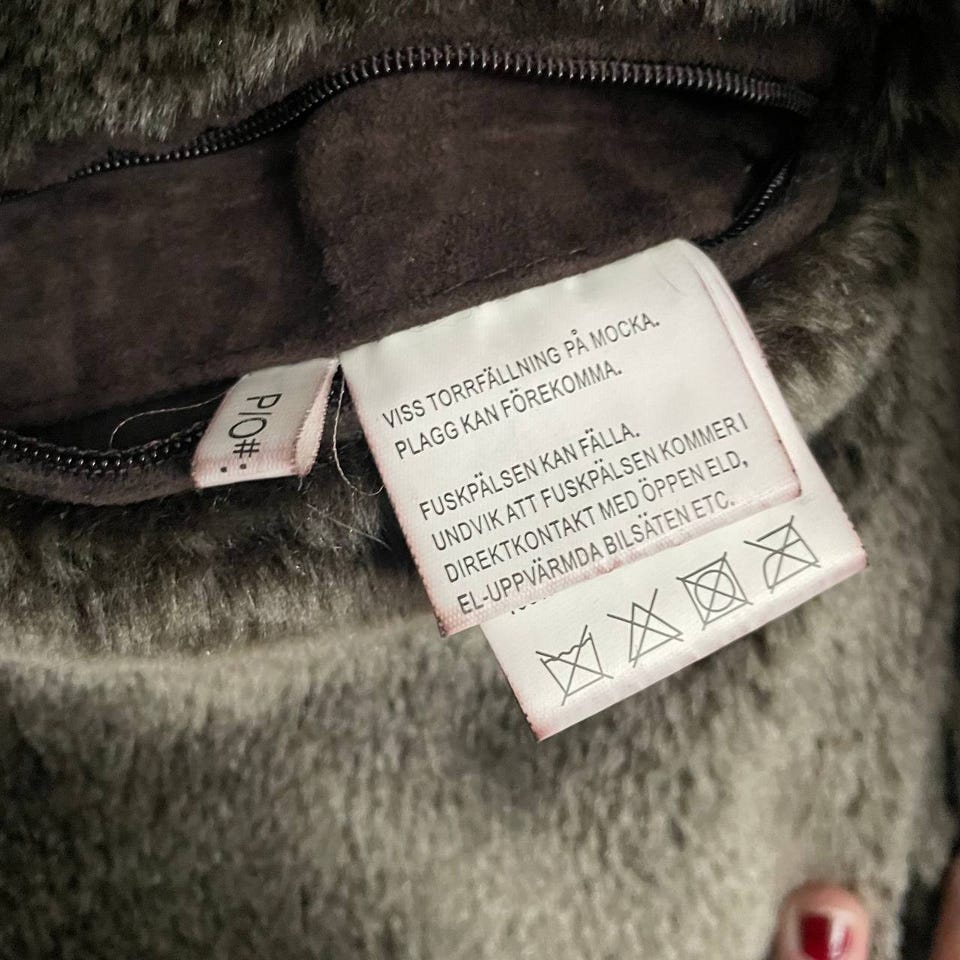 P/O#:
VISS TORRFÄLLNING PÅ MOCKA.
PLAGG KAN FÖREKOMMA.
FUSKPÄLSEN KAN FÄLLA.
UNDVIK ATT FUSKPÄLSEN KOMMER I
DIREKTKONTAKT MED ÖPPEN ELD,
EL-UPPVÄRMDA BILSÄTEN ETC.